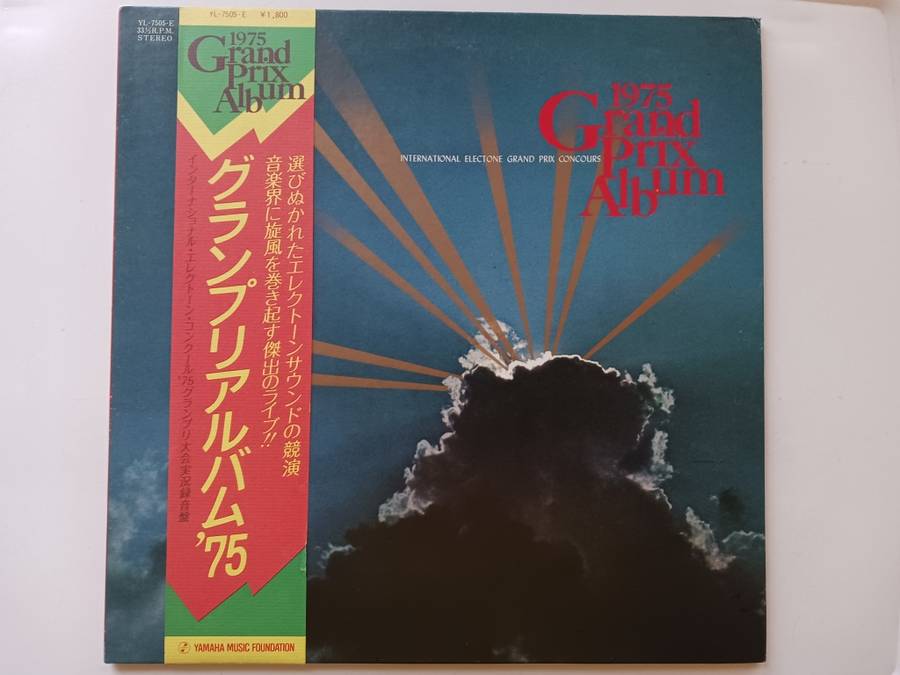 YL-7505-E
33⅓R.P.M.
STEREO
YL-7505-E ¥1,800
1975
Grand
Prix
Album
選びぬかれたエレクトーンサウンドの競演
音楽界に旋風を巻き起す傑出のライブ!!
グランプリアルバム'75
インターナショナル・エレクトーン・コンクール'75グランプリ大会実況録音盤
YAMAHA MUSIC FOUNDATION
1975
Grand
Prix
Album
INTERNATIONAL ELECTONE GRAND PRIX CONCOURS